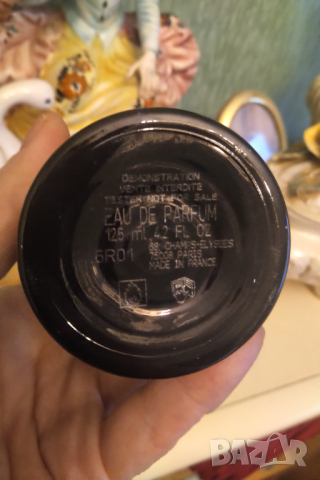 DEMONSTRATION
VENTE INTERDITE
TESTER NOT FOR SALE
EAU DE PARFUM
125 ml 4.2 FL OZ
68 CHAMPS-ELYSEES
6R01 75008 PARIS
MADE IN FRANCE
BAZAR